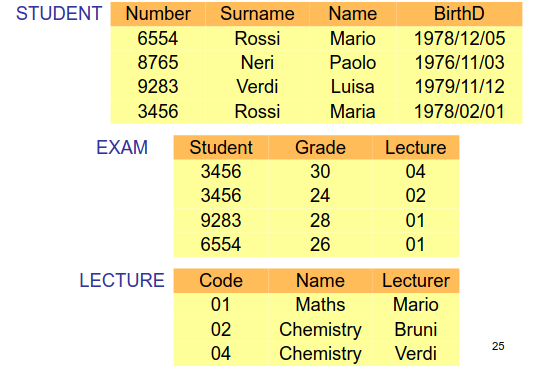 STUDENT Number Surname Name BirthD
6554 Rossi Mario 1978/12/05
8765 Neri Paolo 1976/11/03
9283 Verdi Luisa 1979/11/12
3456 Rossi Maria 1978/02/01
EXAM Student Grade Lecture
3456 30 04
3456 24 02
9283 28 01
6554 26 01
LECTURE Code Name Lecturer
01 Maths Mario
02 Chemistry Bruni
04 Chemistry Verdi
25